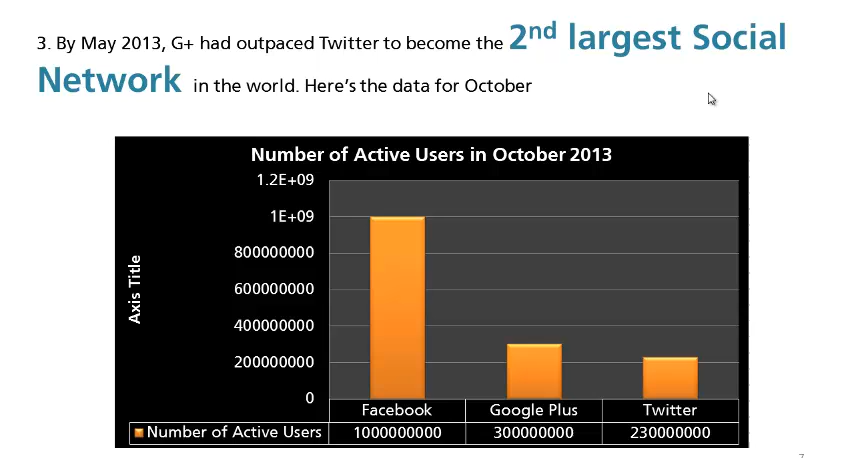 3. By May 2013, G+ had outpaced Twitter to become the 2nd largest Social
Network in the world. Here's the data for October
Number of Active Users in October 2013
1.2E+09
1E+09
800000000
600000000
400000000
200000000
0
Axis Title
Facebook Google Plus Twitter
Number of Active Users 1000000000 300000000 230000000